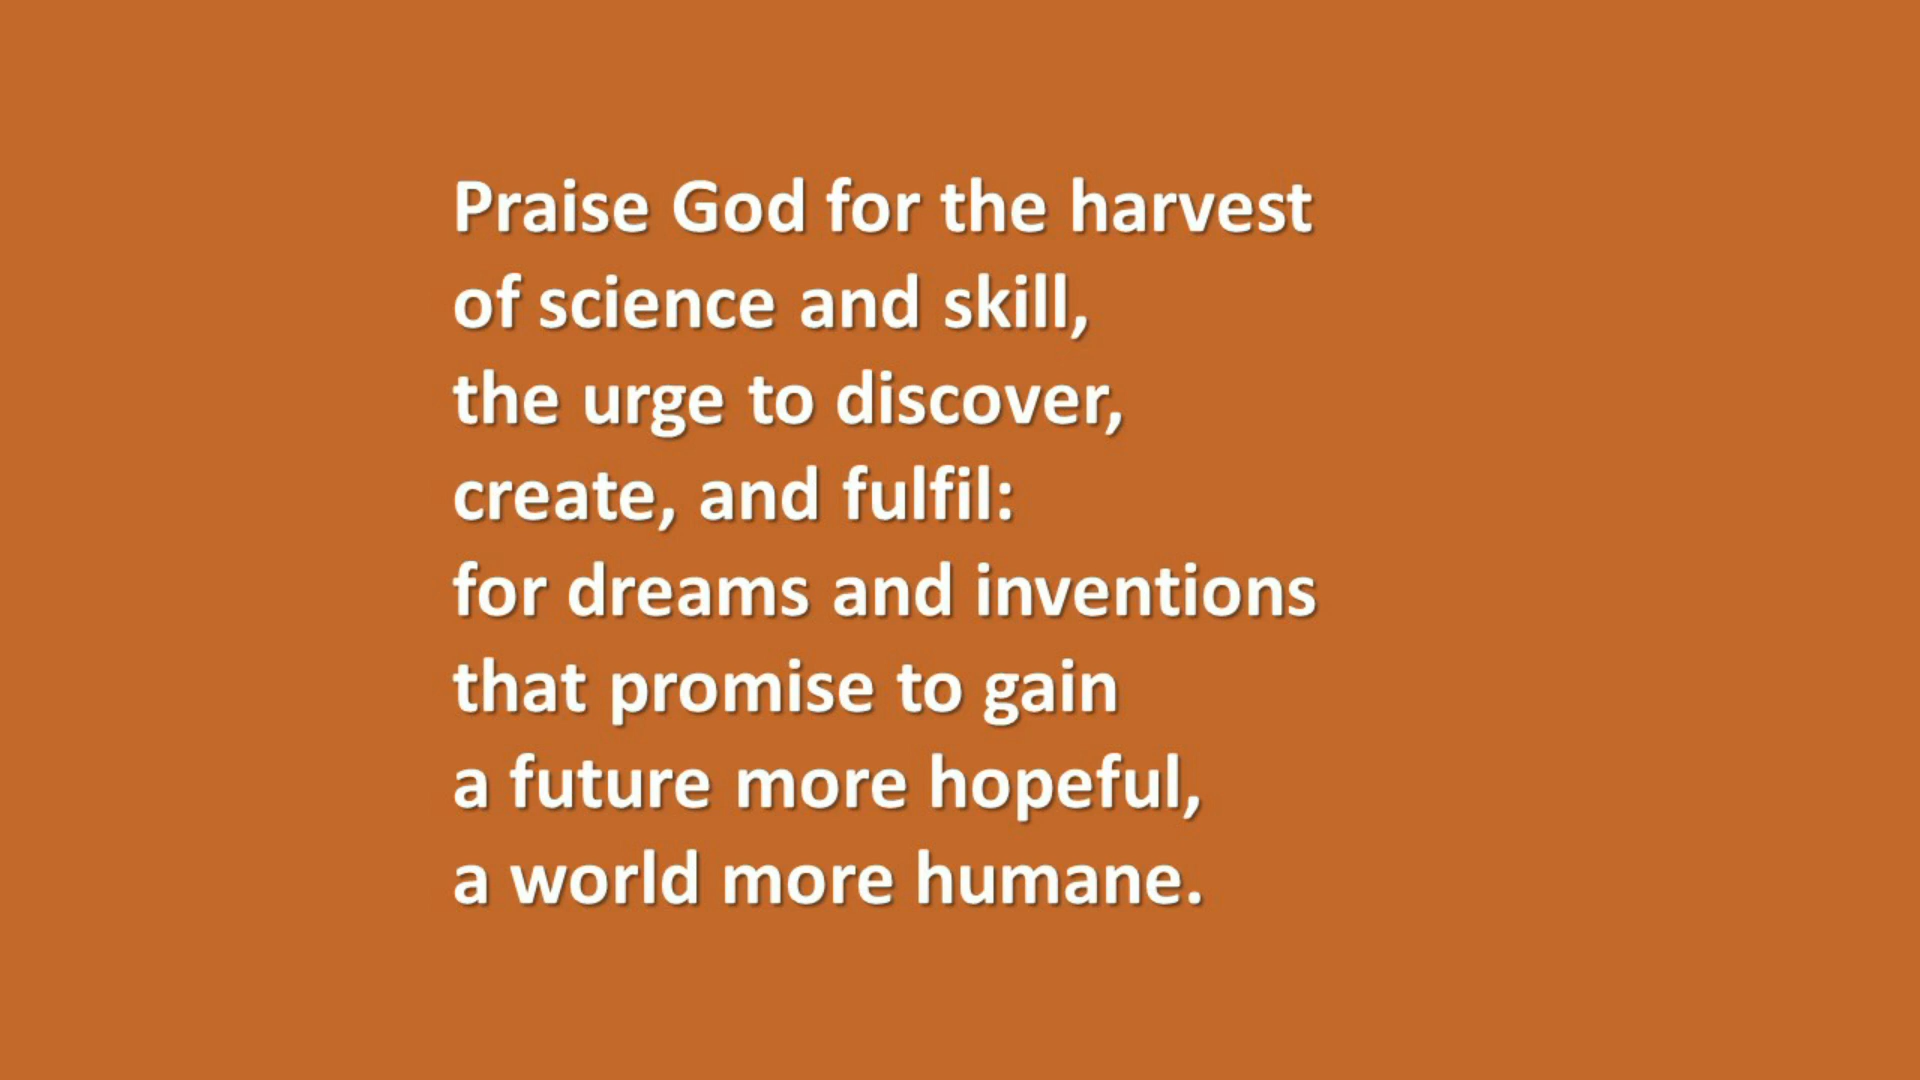 Praise God for the harvest
of science and skill,
the urge to discover,
create, and fulfil:
for dreams and inventions
that promise to gain
a future more hopeful,
a world more humane.